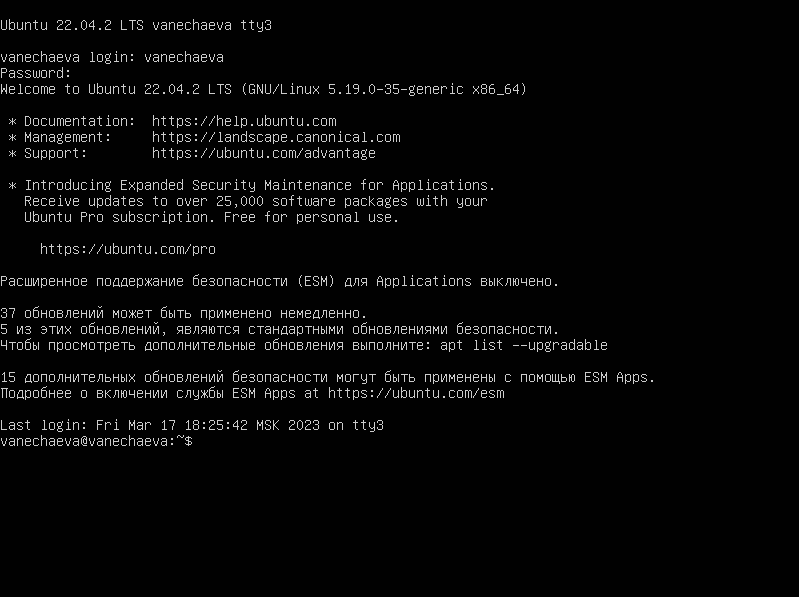 Ubuntu 22.04.2 LTS vanechaeva tty3
vanechaeva login: vanechaeva
Password:
Welcome to Ubuntu 22.04.2 LTS (GNU/Linux 5.19.0-35-generic x86_64)
* Documentation:  https://help.ubuntu.com
* Management:     https://landscape.canonical.com
* Support:        https://ubuntu.com/advantage
* Introducing Expanded Security Maintenance for Applications.
Receive updates to over 25,000 software packages with your
Ubuntu Pro subscription. Free for personal use.
https://ubuntu.com/pro
Расширенное поддержание безопасности (ESM) для Applications выключено.
37 обновлений может быть применено немедленно.
5 из этих обновлений, являются стандартными обновлениями безопасности.
Чтобы просмотреть дополнительные обновления выполните: apt list --upgradable
15 дополнительных обновлений безопасности могут быть применены с помощью ESM Apps.
Подробнее о включении службы ESM Apps at https://ubuntu.com/esm
Last login: Fri Mar 17 18:25:42 MSK 2023 on tty3
vanechaeva@vanechaeva:~$